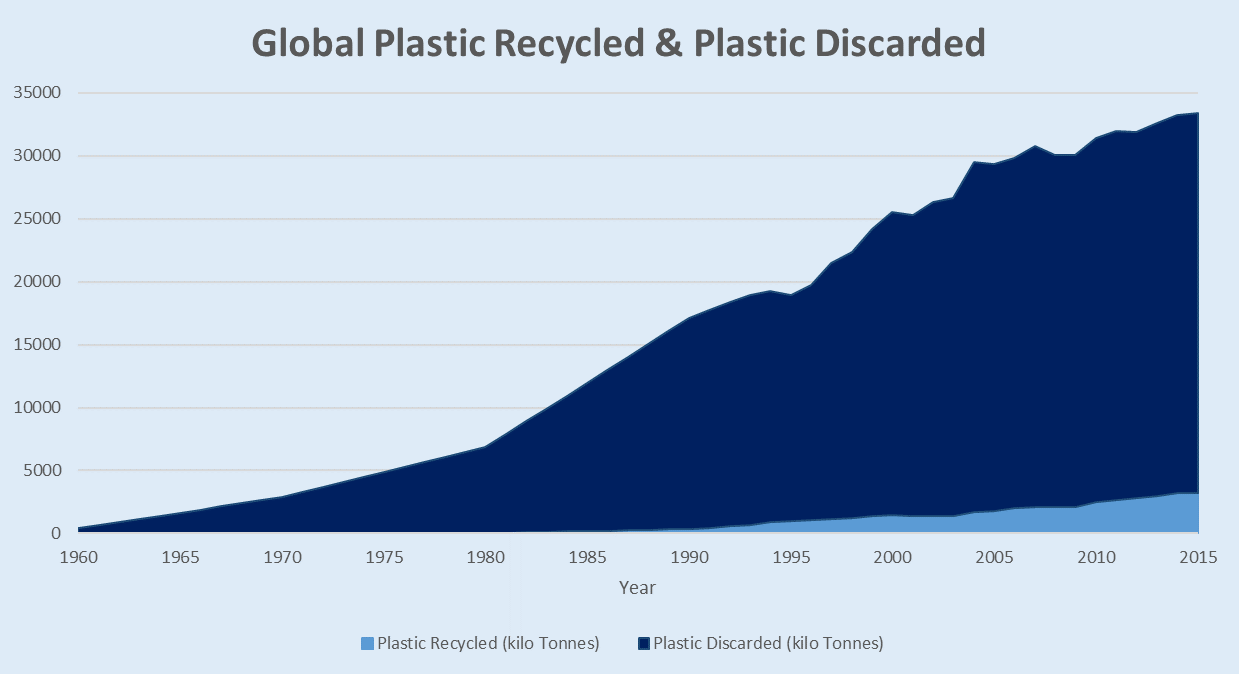 Global Plastic Recycled & Plastic Discarded
35000
30000
25000
20000
15000
10000
5000
0
1960 1965 1970 1975 1980 1985 1990 1995 2000 2005 2010 2015
Year
Plastic Recycled (kilo Tonnes) Plastic Discarded (kilo Tonnes)